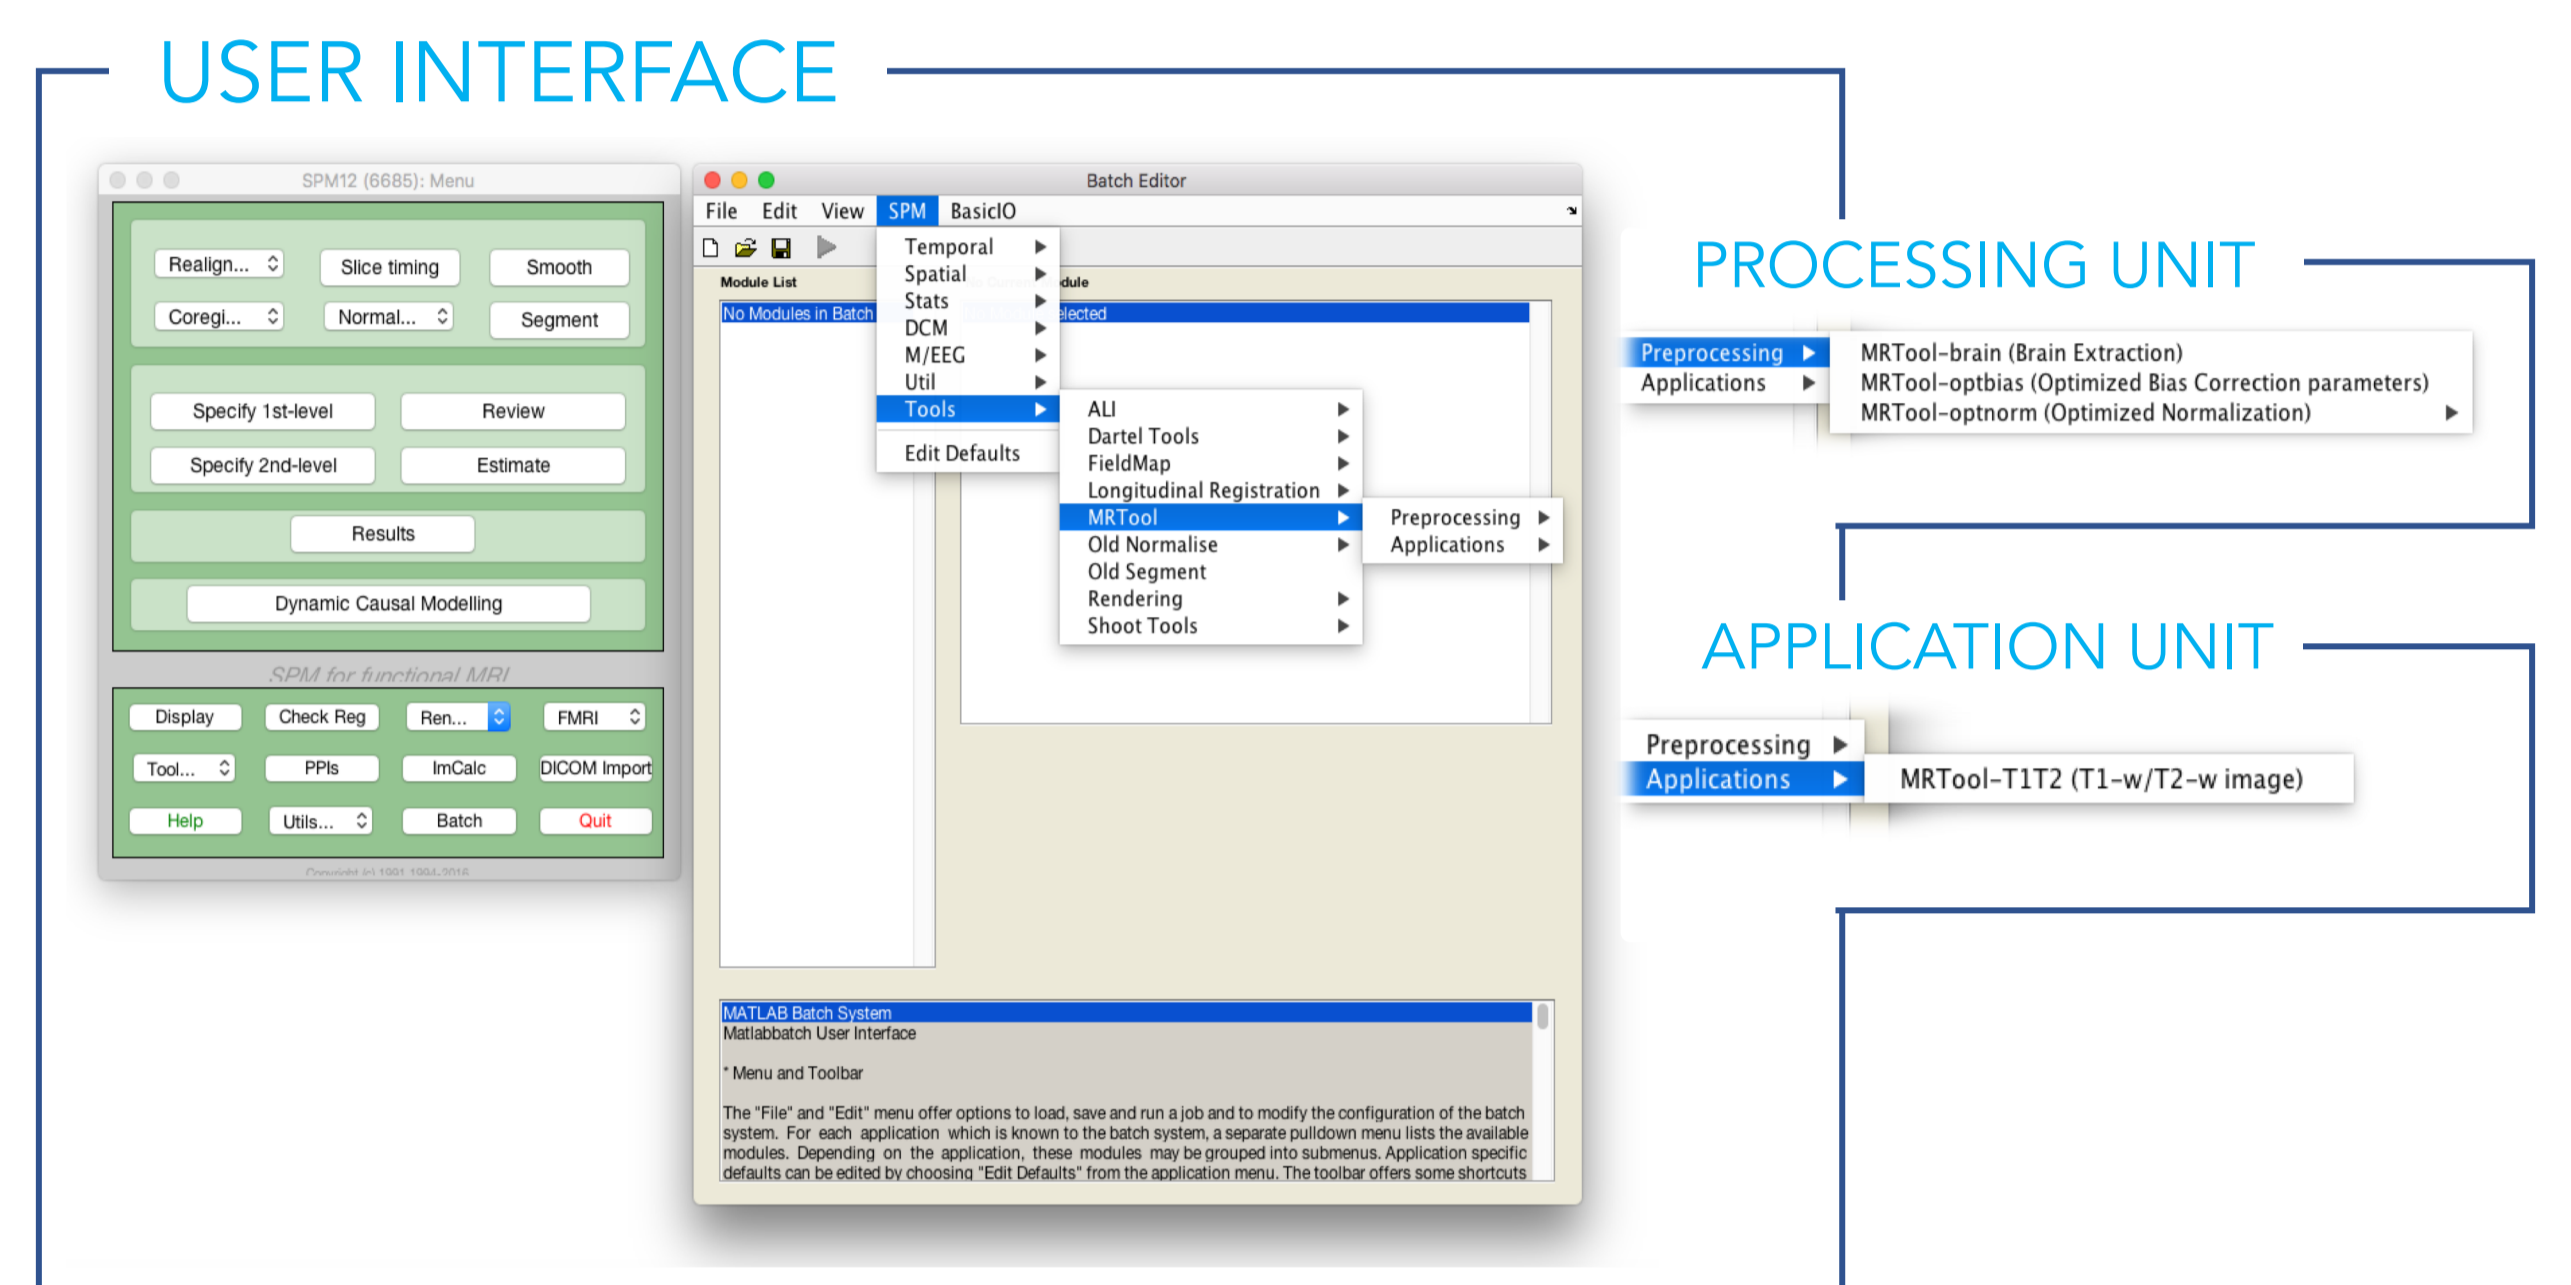 USER INTERFACE
SPM12 (6685): Menu
Realign...
Slice timing
Smooth
Coregi...
Normal...
Segment
Specify 1st-level
Review
Specify 2nd-level
Estimate
Results
Dynamic Causal Modelling
SPM for functional MRI
Display
Check Reg
Ren...
FMRI
Tool...
PPIs
ImCalc
DICOM Import
Help
Utils...
Batch
Quit
Copyright (c) 1991,1994-2016
Batch Editor
File Edit View SPM BasicIO
Module List
No Modules in Batch
Temporal
Spatial
Stats
DCM
M/EEG
Util
Tools
Edit Defaults
ALI
Dartel Tools
FieldMap
Longitudinal Registration
MRTool
Old Normalise
Old Segment
Rendering
Shoot Tools
Preprocessing
Applications
MATLAB Batch System
Matlabbatch User Interface
* Menu and Toolbar
The "File" and "Edit" menu offer options to load, save and run a job and to modify the configuration of the batch
system. For each application which is known to the batch system, a separate pulldown menu lists the available
modules. Depending on the application, these modules may be grouped into submenus. Application specific
defaults can be edited by choosing "Edit Defaults" from the application menu. The toolbar offers some shortcuts
PROCESSING UNIT
Preprocessing
Applications
MRTool-brain (Brain Extraction)
MRTool-optbias (Optimized Bias Correction parameters)
MRTool-optnorm (Optimized Normalization)
APPLICATION UNIT
Preprocessing
Applications
MRTool-T1T2 (T1-w/T2-w image)